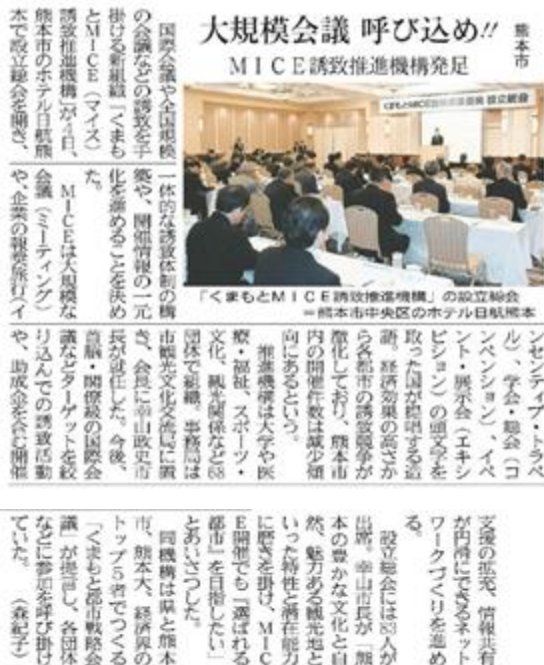 熊本市
大規模会議 呼び込め!!
MICE誘致推進機構発足
くまもとMICE誘致推進機構 設立総会
「くまもとMICE誘致推進機構」の設立総会
=熊本市中央区のホテル日航熊本
国際会議や全国規模
の会議などの誘致を手
掛ける新組織「くまも
とMICE(マイス)
誘致推進機構」が4日、
熊本市のホテル日航熊
本で設立総会を開き、
一体的な誘致体制の構
築や、開催情報の一元
化を進めることを決め
た。
MICEは大規模な
会議(ミーティング)
や、企業の報奨旅行(イ
ンセンティブ・トラベ
ル)、学会・総会(コ
ンベンション)、イベ
ント・展示会(エキシ
ビション)の頭文字を
取った国が提唱する造
語。経済効果の高さか
ら各都市の誘致競争が
激化しており、熊本市
内の開催件数は減少傾
向にあるという。
推進機構は大学や医
療・福祉、スポーツ・
文化、観光関係など68
団体で組織。事務局は
市観光文化交流局に置
き、会長に幸山政史市
長が就任した。今後、
首脳・閣僚級の国際会
議などターゲットを絞
り込んでの誘致活動
や、助成金を含む開催
支援の拡充、情報共有
が円滑にできるネット
ワークづくりを進め
る。
設立総会には83人が
出席。幸山市長が「熊
本の豊かな文化と自
然、魅力ある観光地と
いった特性と潜在能力
に磨きを掛け、MIC
E開催でも『選ばれる
都市』を目指したい」
とあいさつした。
同機構は県と熊本
市、熊本大、経済界の
トップ5者でつくる
「くまもと都市戦略会
議」が提言し、各団体
などに参加を呼び掛け
ていた。 (森紀子)